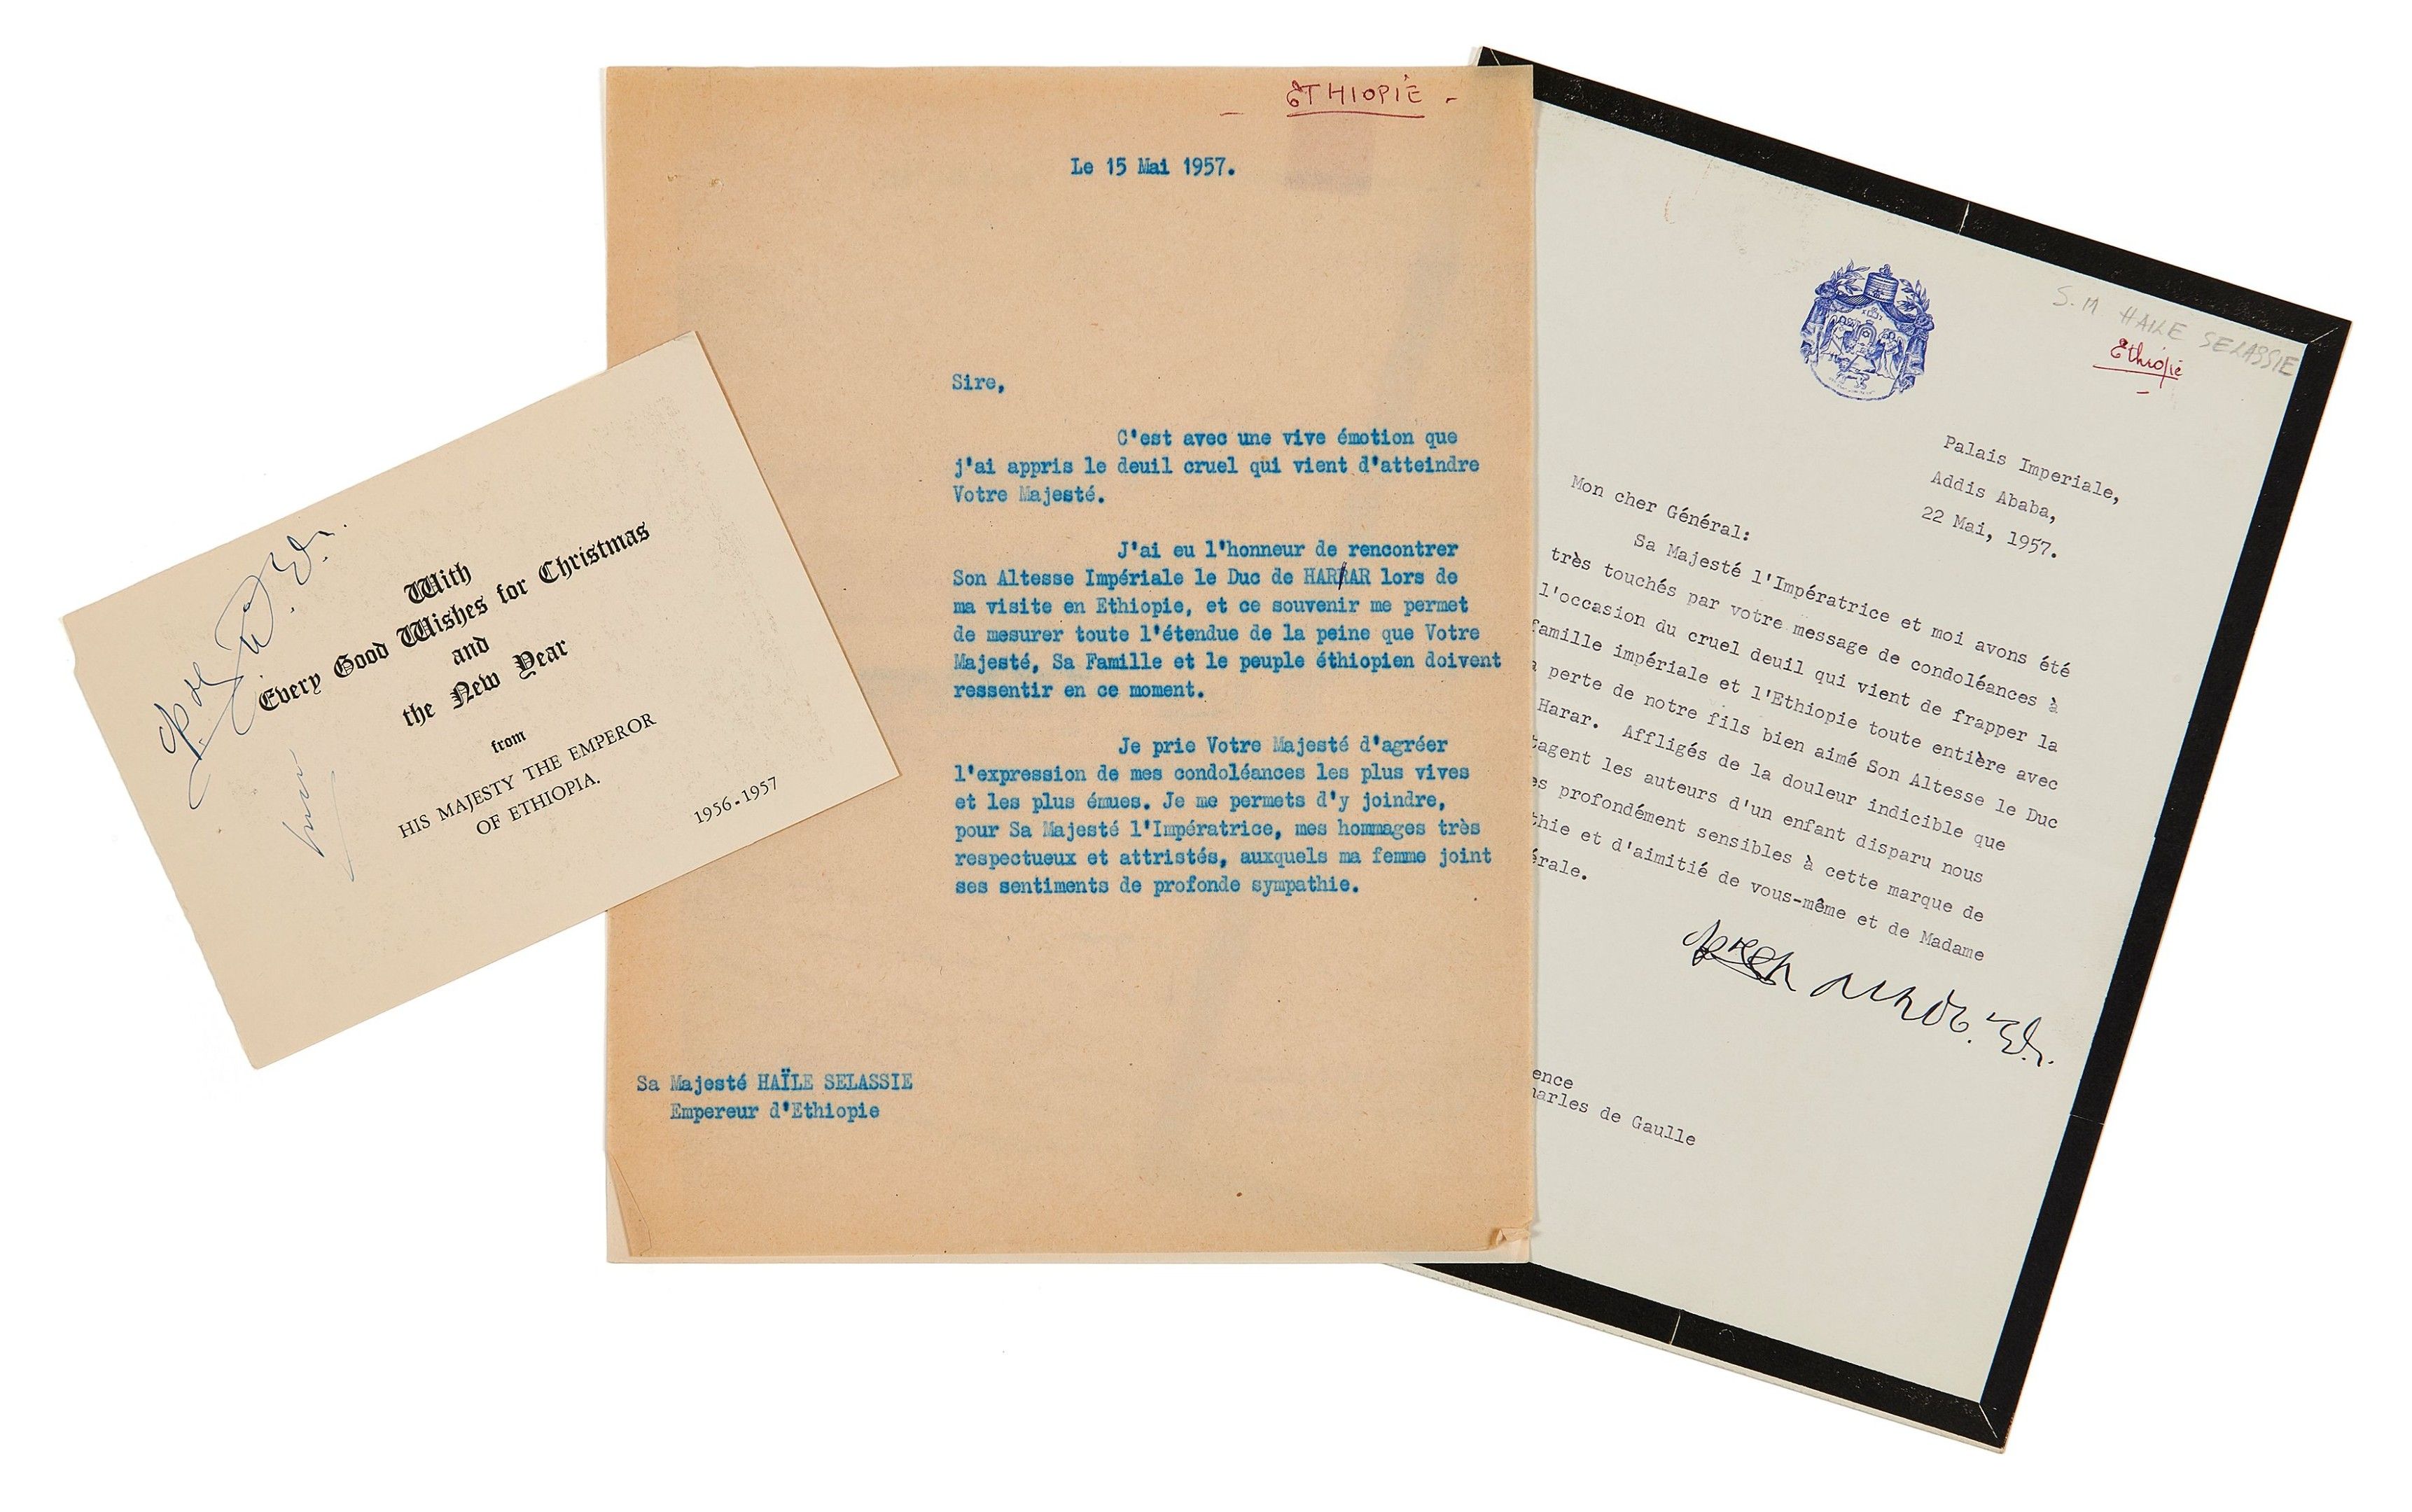 With
Every Good Wishes for Christmas
and
the New Year
from
HIS MAJESTY THE EMPEROR
OF ETHIOPIA.
1956-1957
- ETHIOPIE -
Le 15 Mai 1957.
Sire,
C'est avec une vive émotion que
j'ai appris le deuil cruel qui vient d'atteindre
Votre Majesté.
J'ai eu l'honneur de rencontrer
Son Altesse Impériale le Duc de HARRAR lors de
ma visite en Ethiopie, et ce souvenir me permet
de mesurer toute l'étendue de la peine que Votre
Majesté, Sa Famille et le peuple éthiopien doivent
ressentir en ce moment.
Je prie Votre Majesté d'agréer
l'expression de mes condoléances les plus vives
et les plus émues. Je me permets d'y joindre,
pour Sa Majesté l'Impératrice, mes hommages très
respectueux et attristés, auxquels ma femme joint
ses sentiments de profonde sympathie.
Sa Majesté HAÏLE SELASSIE
Empereur d'Ethiopie
S.M HAILE SELASSIE
Ethiopie
Palais Imperiale,
Addis Ababa,
22 Mai, 1957.
Mon cher Général:
Sa Majesté l'Impératrice et moi avons été
très touchés par votre message de condoléances à
l'occasion du cruel deuil qui vient de frapper la
famille impériale et l'Ethiopie toute entière avec
a perte de notre fils bien aimé Son Altesse le Duc
Harar. Affligés de la douleur indicible que
tagent les auteurs d'un enfant disparu nous
es profondément sensibles à cette marque de
thie et d'aimitié de vous-même et de Madame
érale.
ence
harles de Gaulle